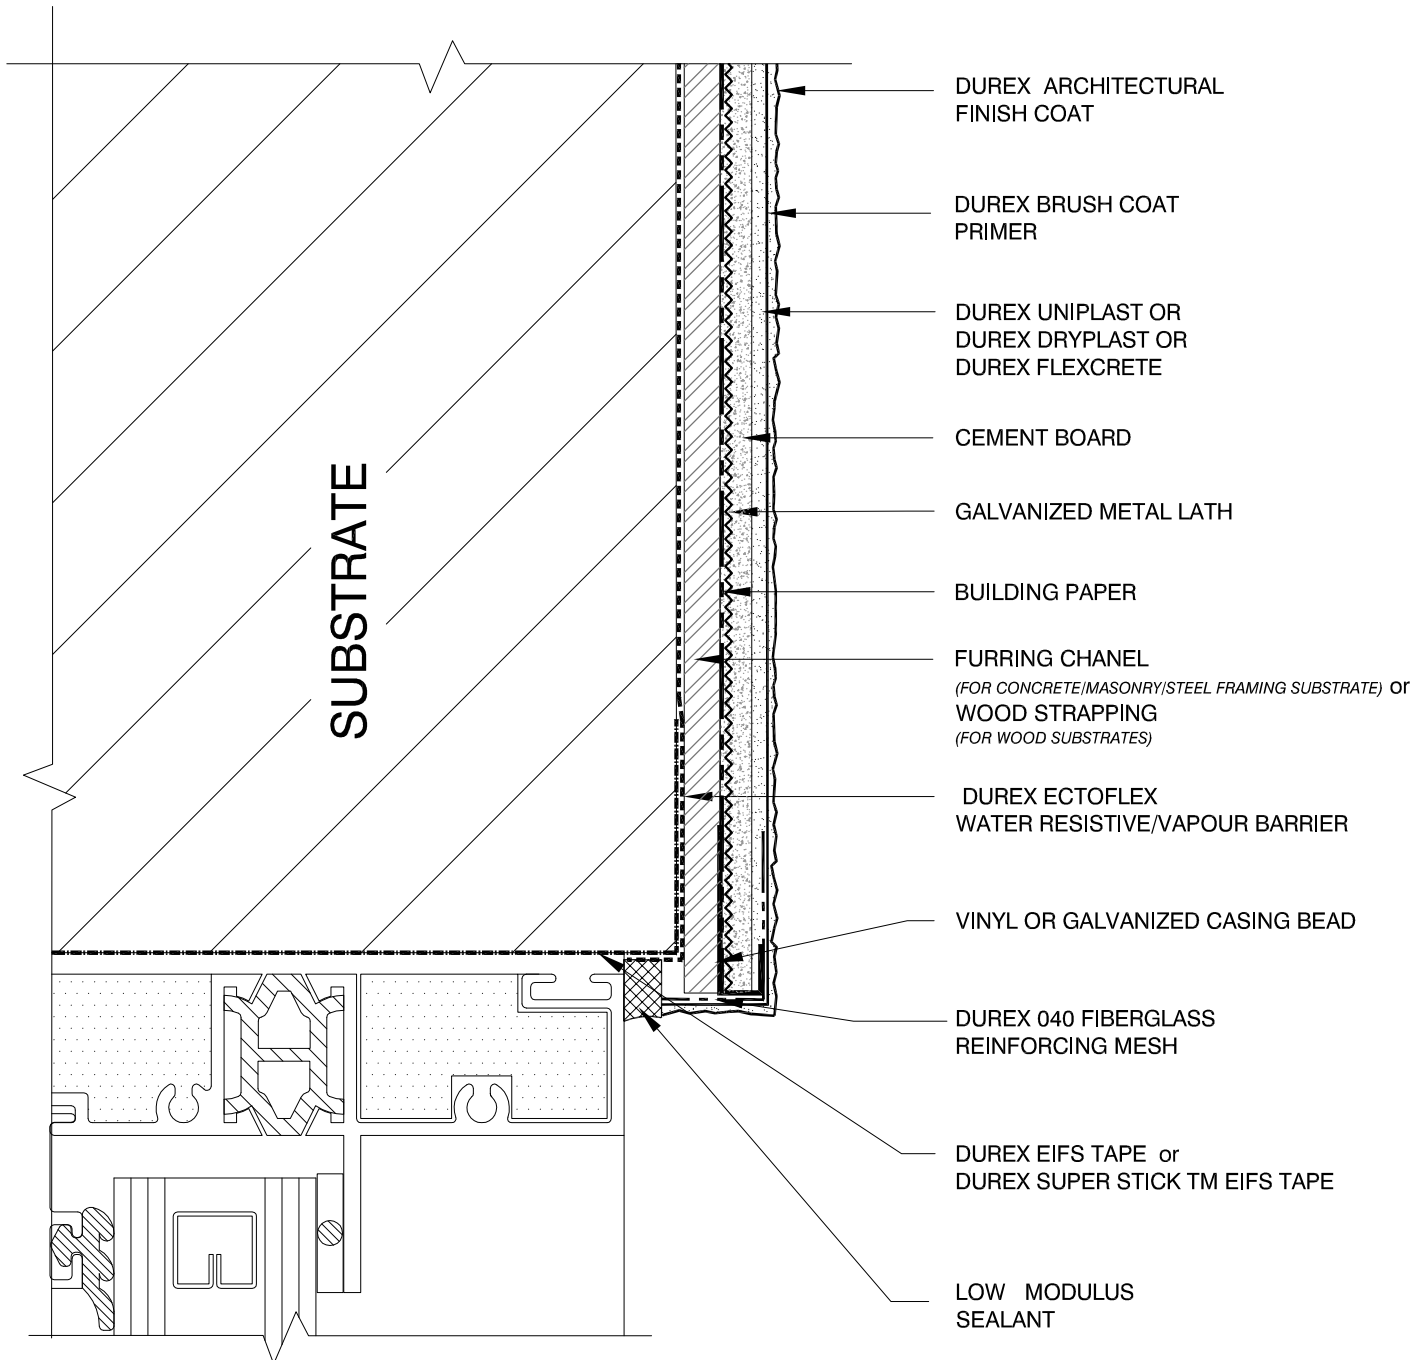 DUREX ARCHITECTURAL
FINISH COAT
DUREX BRUSH COAT
PRIMER
DUREX UNIPLAST OR
DUREX DRYPLAST OR
DUREX FLEXCRETE
CEMENT BOARD
GALVANIZED METAL LATH
BUILDING PAPER
FURRING CHANEL
(FOR CONCRETE/MASONRY/STEEL FRAMING SUBSTRATE) or
WOOD STRAPPING
(FOR WOOD SUBSTRATES)
DUREX ECTOFLEX
WATER RESISTIVE/VAPOUR BARRIER
VINYL OR GALVANIZED CASING BEAD
DUREX 040 FIBERGLASS
REINFORCING MESH
DUREX EIFS TAPE or
DUREX SUPER STICK TM EIFS TAPE
LOW MODULUS
SEALANT
SUBSTRATE